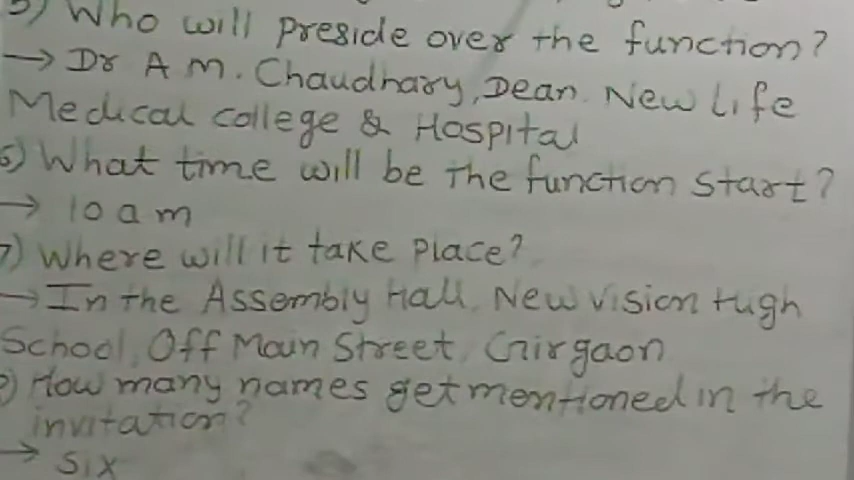 5) Who will preside over the function?
→ Dr A M. Chaudhary, Dean New Life
Medical college & Hospital
6) What time will be the function start?
→ 10 a m
7) Where will it take place?
→ In the Assembly Hall, New Vision High
School, Off Main Street, Girgaon
8) How many names get mentioned in the
invitation?
→ Six